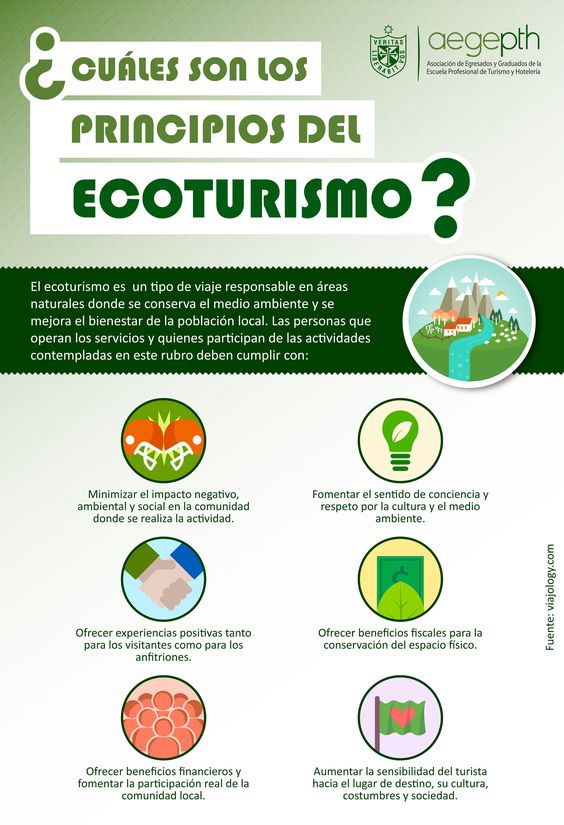 ¿CUÁLES SON LOS
PRINCIPIOS DEL
ECOTURISMO?
VERITAS
LIBERABIT VOS
aegepth
Asociación de Egresados y Graduados de la
Escuela Profesional de Turismo y Hotelería
El ecoturismo es un tipo de viaje responsable en áreas
naturales donde se conserva el medio ambiente y se
mejora el bienestar de la población local. Las personas que
operan los servicios y quienes participan de las actividades
contempladas en este rubro deben cumplir con:
Minimizar el impacto negativo,
ambiental y social en la comunidad
donde se realiza la actividad.
Fomentar el sentido de conciencia y
respeto por la cultura y el medio
ambiente.
Ofrecer experiencias positivas tanto
para los visitantes como para los
anfitriones.
Ofrecer beneficios fiscales para la
conservación del espacio físico.
Ofrecer beneficios financieros y
fomentar la participación real de la
comunidad local.
Aumentar la sensibilidad del turista
hacia el lugar de destino, su cultura,
costumbres y sociedad.
Fuente: viajology.com